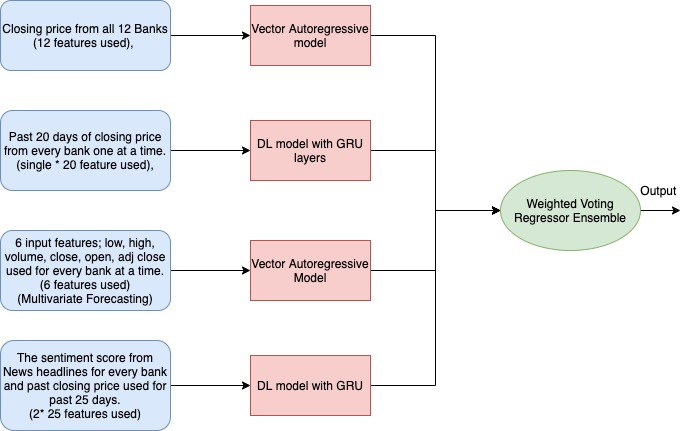 Closing price from all 12 Banks
(12 features used),
Vector Autoregressive
model
Past 20 days of closing price
from every bank one at a time.
(single * 20 feature used),
DL model with GRU
layers
Output
Weighted Voting
Regressor Ensemble
6 input features; low, high,
volume, close, open, adj close
used for every bank at a time.
(6 features used)
(Multivariate Forecasting)
Vector Autoregressive
Model
The sentiment score from
News headlines for every bank
and past closing price used for
past 25 days.
(2* 25 features used)
DL model with GRU